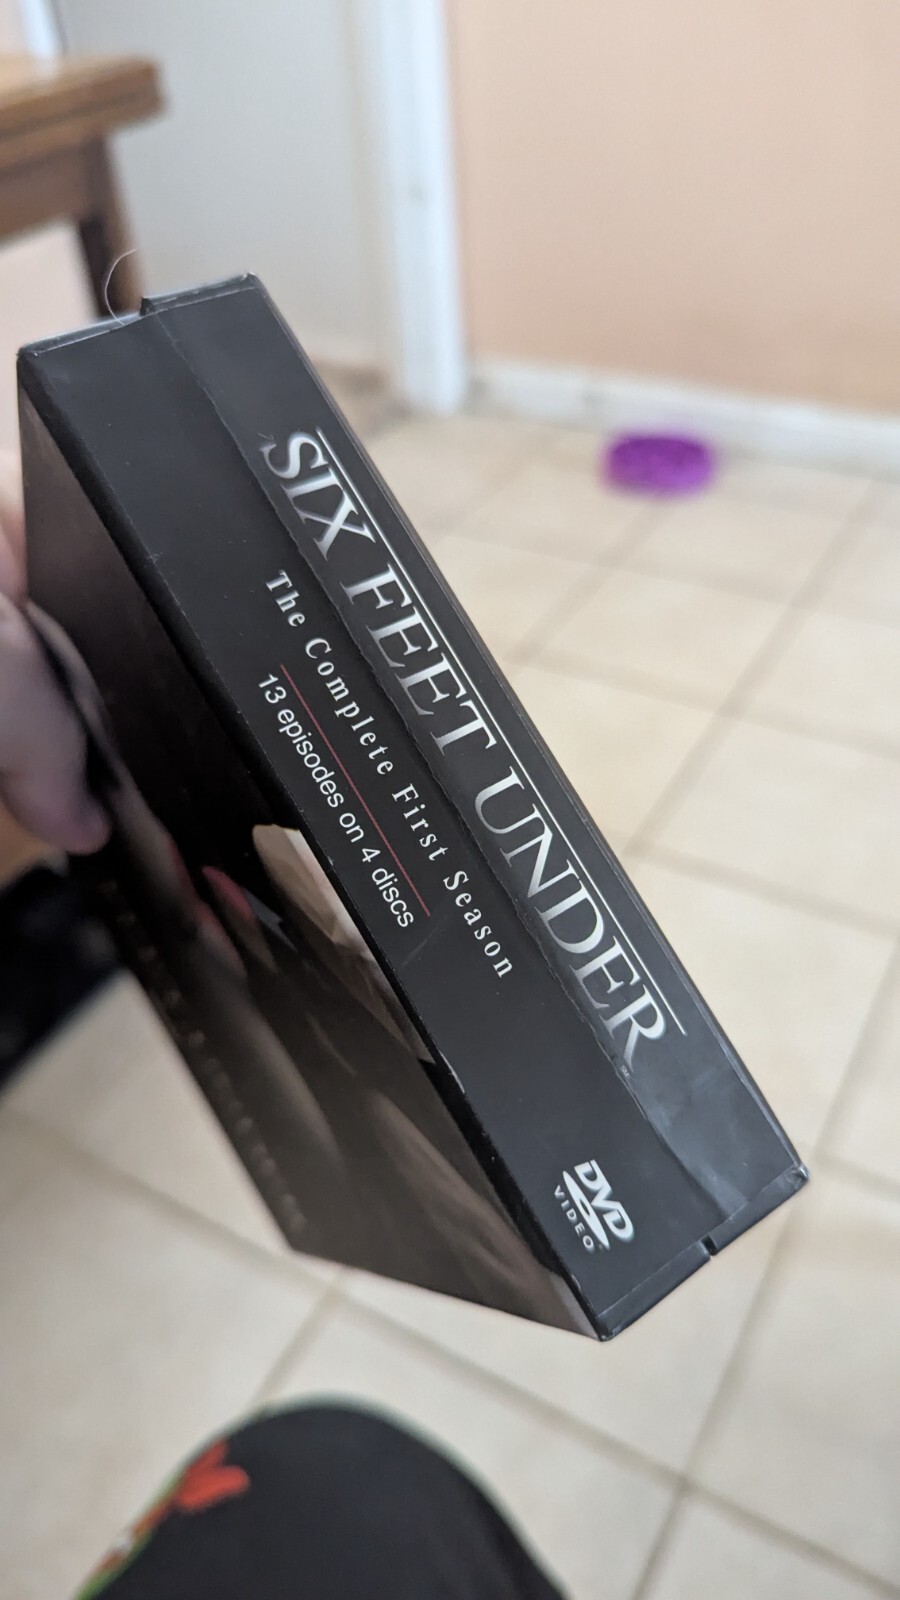 SIX FEET UNDER
The Complete First Season
13 episodes on 4 discs
DVD
VIDEO